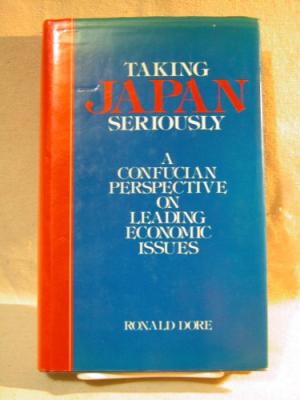 TAKING
JAPAN
SERIOUSLY
A
CONFUCIAN
PERSPECTIVE
ON
LEADING
ECONOMIC
ISSUES
RONALD DORE